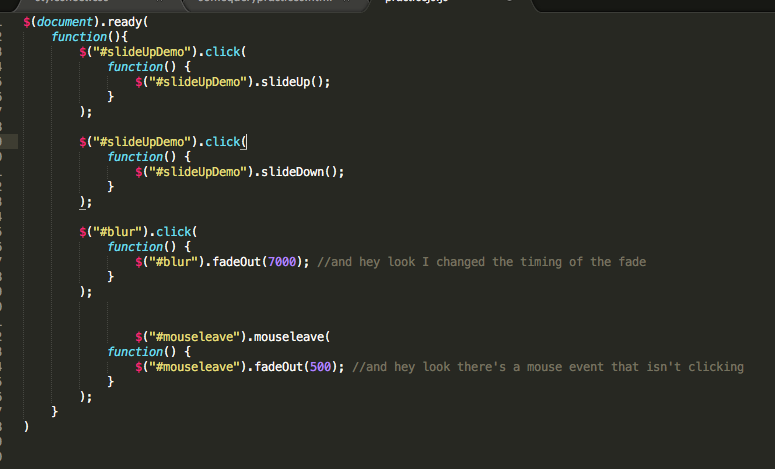 $(document).ready(
function(){
$("#slideUpDemo").click(
function() {
$("#slideUpDemo").slideUp();
}
);
$("#slideUpDemo").click(
function() {
$("#slideUpDemo").slideDown();
}
);
$("#blur").click(
function() {
$("#blur").fadeOut(7000); //and hey look I changed the timing of the fade
}
);
$("#mouseleave").mouseleave(
function() {
$("#mouseleave").fadeOut(500); //and hey look there's a mouse event that isn't clicking
}
);
}
)